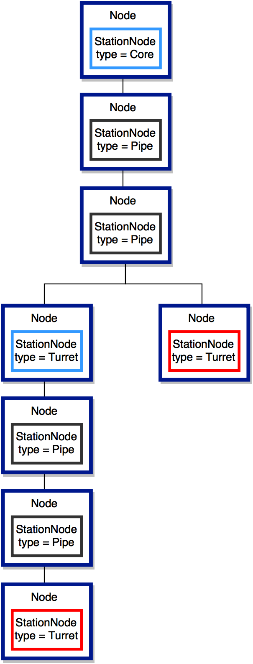 Node
StationNode
type = Core
Node
StationNode
type = Pipe
Node
StationNode
type = Pipe
Node
StationNode
type = Turret
Node
StationNode
type = Turret
Node
StationNode
type = Pipe
Node
StationNode
type = Pipe
Node
StationNode
type = Turret